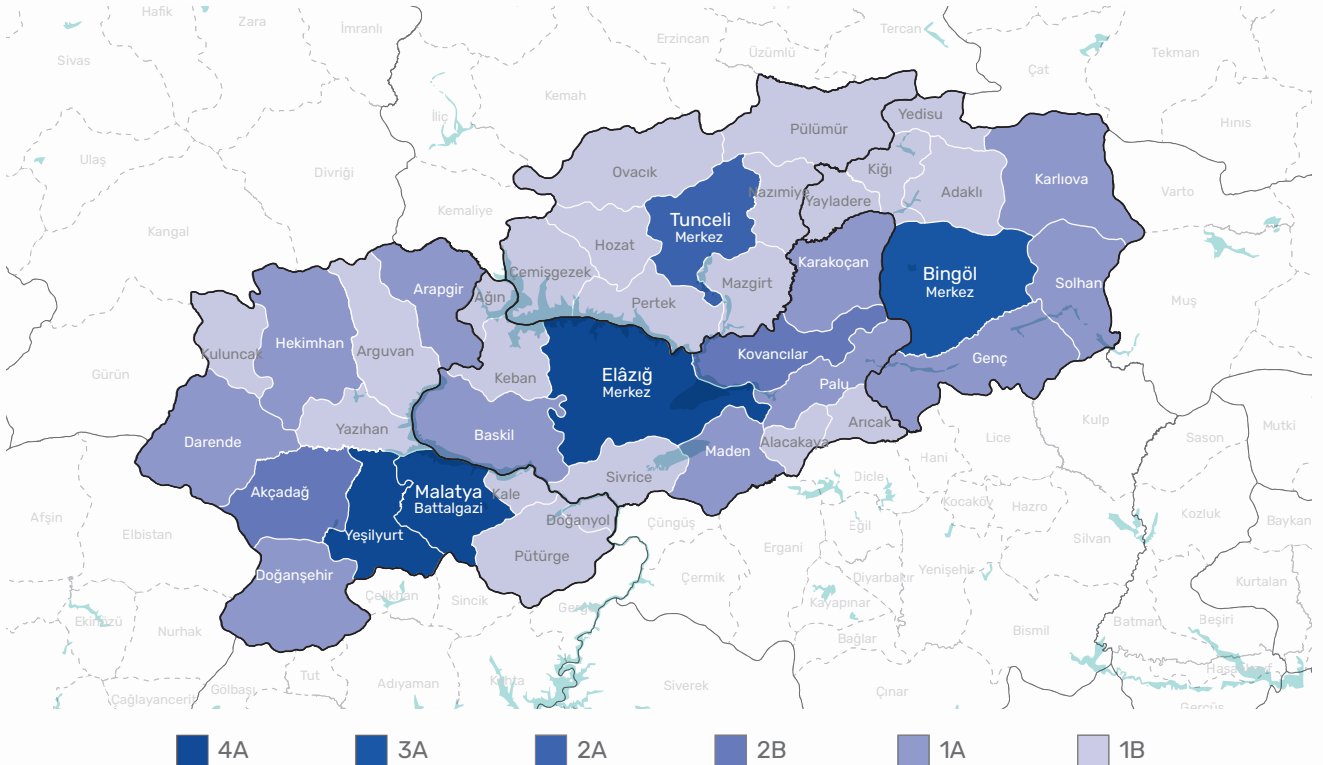 Hafik
Zara
İmranlı
Erzincan
Üzümlü
Tercan
Sivas
Çat
Tekman
Kemah
İliç
Pülümür
Yedisu
Hınıs
Ulaş
Divriği
Ovacık
Nazımiye
Kiğı
Adaklı
Karlıova
Varto
Kemaliye
Yayladere
Tunceli
Merkez
Kangal
Hozat
Karakoçan
Bingöl
Merkez
Çemişgezek
Mazgirt
Solhan
Arapgir
Ağın
Pertek
Muş
Hekimhan
Arguvan
Kuluncak
Kovancılar
Genç
Gürün
Keban
Elâzığ
Merkez
Palu
Yazıhan
Baskil
Arıcak
Kulp
Mutki
Darende
Alacakaya
Lice
Sason
Maden
Hani
Sivrice
Dicle
Akçadağ
Malatya
Battalgazi
Kale
Kocaköy
Hazro
Kozluk
Baykan
Afşin
Elbistan
Yeşilyurt
Doğanyol
Çüngüş
Eğil
Silvan
Ergani
Pütürge
Doğanşehir
Çermik
Diyarbakır
Yenişehir
Kurtalan
Çelikhan
Sincik
Gerger
Kayapınar
Ekinözü
Nurhak
Bağlar
Bismil
Batman
Beşiri
Tut
Gölbaşı
Adıyaman
Kahta
Siverek
Çınar
Hasankeyf
Çağlayancerit
Gercüş
4A
3A
2A
2B
1A
1B